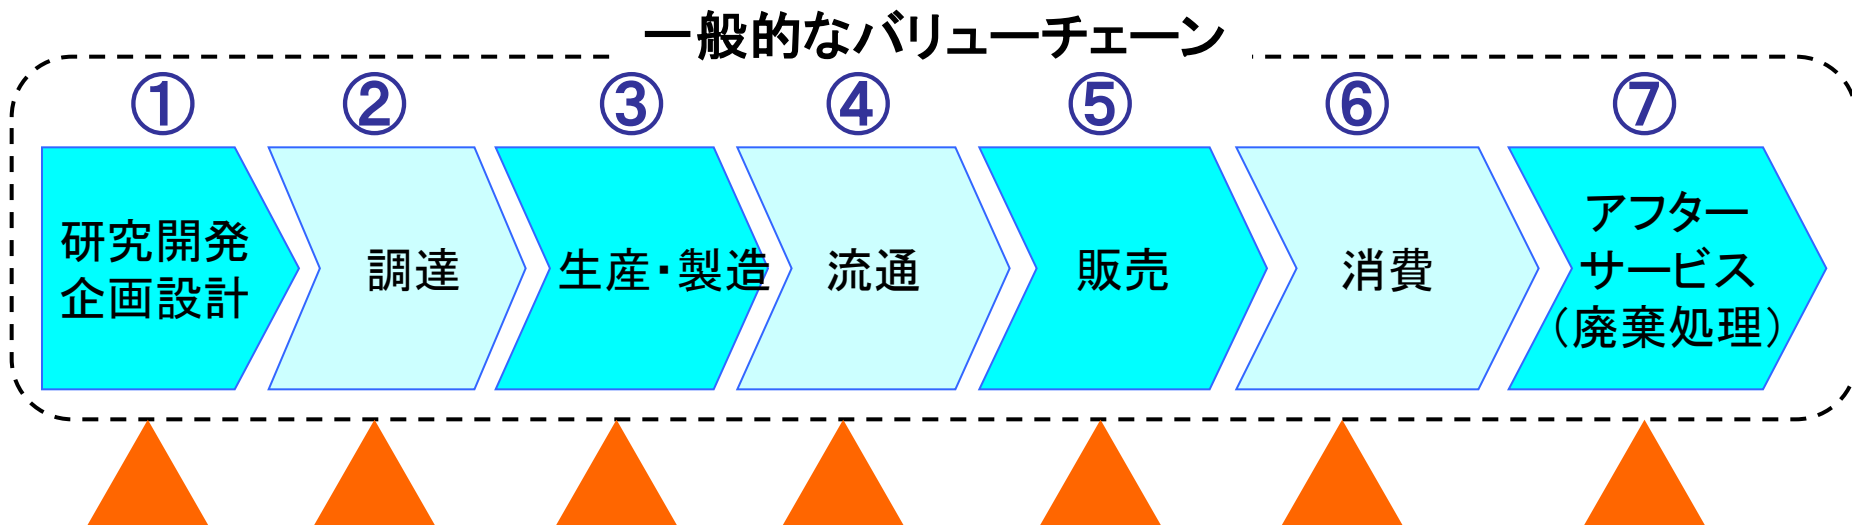 一般的なバリューチェーン
① ② ③ ④ ⑤ ⑥ ⑦
研究開発
企画設計
調達
生産・製造
流通
販売
消費
アフター
サービス
（廃棄処理）